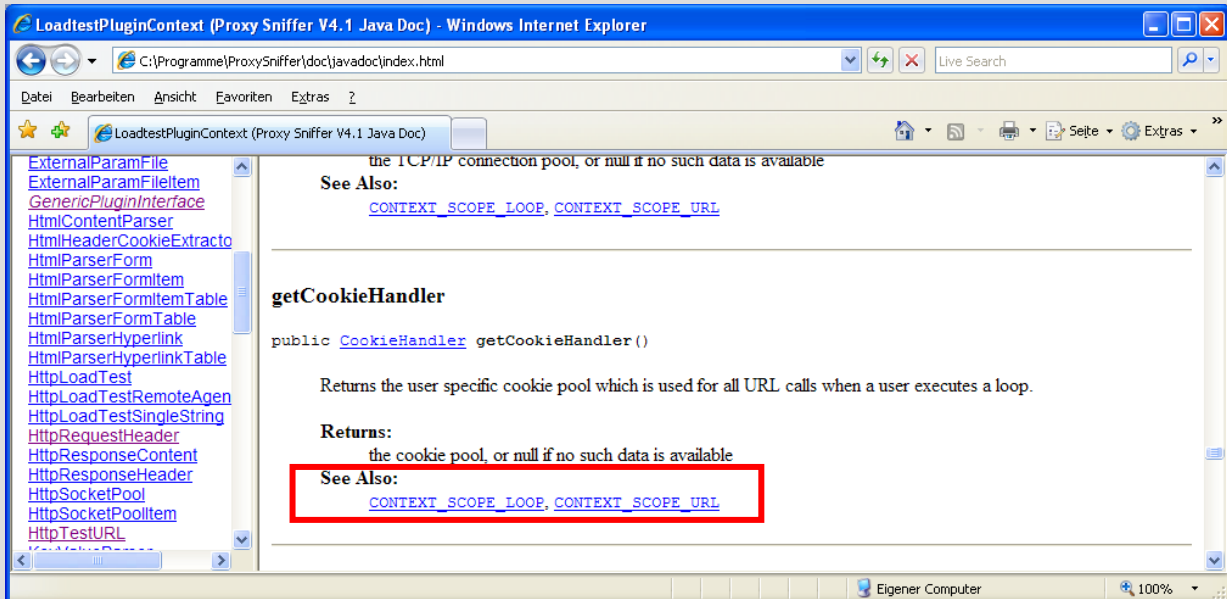 LoadtestPluginContext (Proxy Sniffer V4.1 Java Doc) - Windows Internet Explorer
C:\Programme\ProxySniffer\doc\javadoc\index.html
Live Search
Datei Bearbeiten Ansicht Favoriten Extras ?
LoadtestPluginContext (Proxy Sniffer V4.1 Java Doc)
Seite Extras »
ExternalParamFile
ExternalParamFileItem
GenericPluginInterface
HtmlContentParser
HtmlHeaderCookieExtracto
HtmlParserForm
HtmlParserFormItem
HtmlParserFormItemTable
HtmlParserFormTable
HtmlParserHyperlink
HtmlParserHyperlinkTable
HttpLoadTest
HttpLoadTestRemoteAgen
HttpLoadTestSingleString
HttpRequestHeader
HttpResponseContent
HttpResponseHeader
HttpSocketPool
HttpSocketPoolItem
HttpTestURL
the TCP/IP connection pool, or null if no such data is available
See Also:
CONTEXT_SCOPE_LOOP, CONTEXT_SCOPE_URL
getCookieHandler
public CookieHandler getCookieHandler()
Returns the user specific cookie pool which is used for all URL calls when a user executes a loop.
Returns:
the cookie pool, or null if no such data is available
See Also:
CONTEXT_SCOPE_LOOP, CONTEXT_SCOPE_URL
Eigener Computer
100%